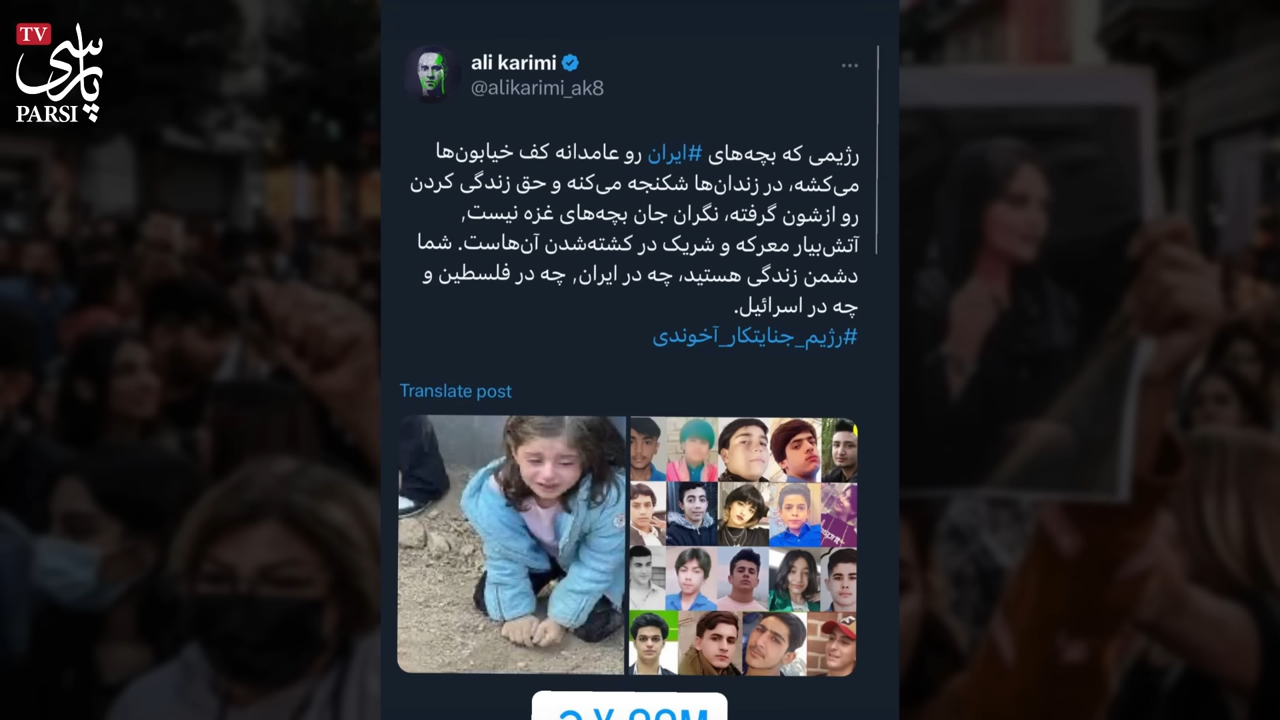 TV
پارسی
PARSI
ali karimi
@alikarimi_ak8
رژیمی که بچه‌های #ایران رو عامدانه کف خیابون‌ها
می‌کشه، در زندان‌ها شکنجه می‌کنه و حق زندگی کردن
رو ازشون گرفته، نگران جان بچه‌های غزه نیست,
آتش‌بیار معرکه و شریک در کشته‌شدن آن‌هاست. شما
دشمن زندگی هستید، چه در ایران, چه در فلسطین و
چه در اسرائیل.
#رژیم_جنایتکار_آخوندی
Translate post